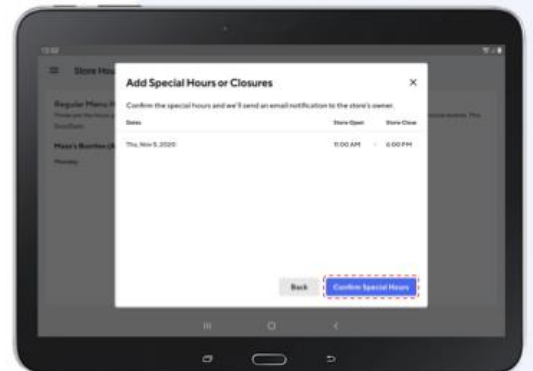 13:52
Store Hou
Add Special Hours or Closures
Confirm the special hours and we'll send an email notification to the store's owner.
Dates Store Open Store Close
Thu, Nov 5, 2020 11:00 AM - 6:00 PM
Regular Menu H
Monday
Back Confirm Special Hours